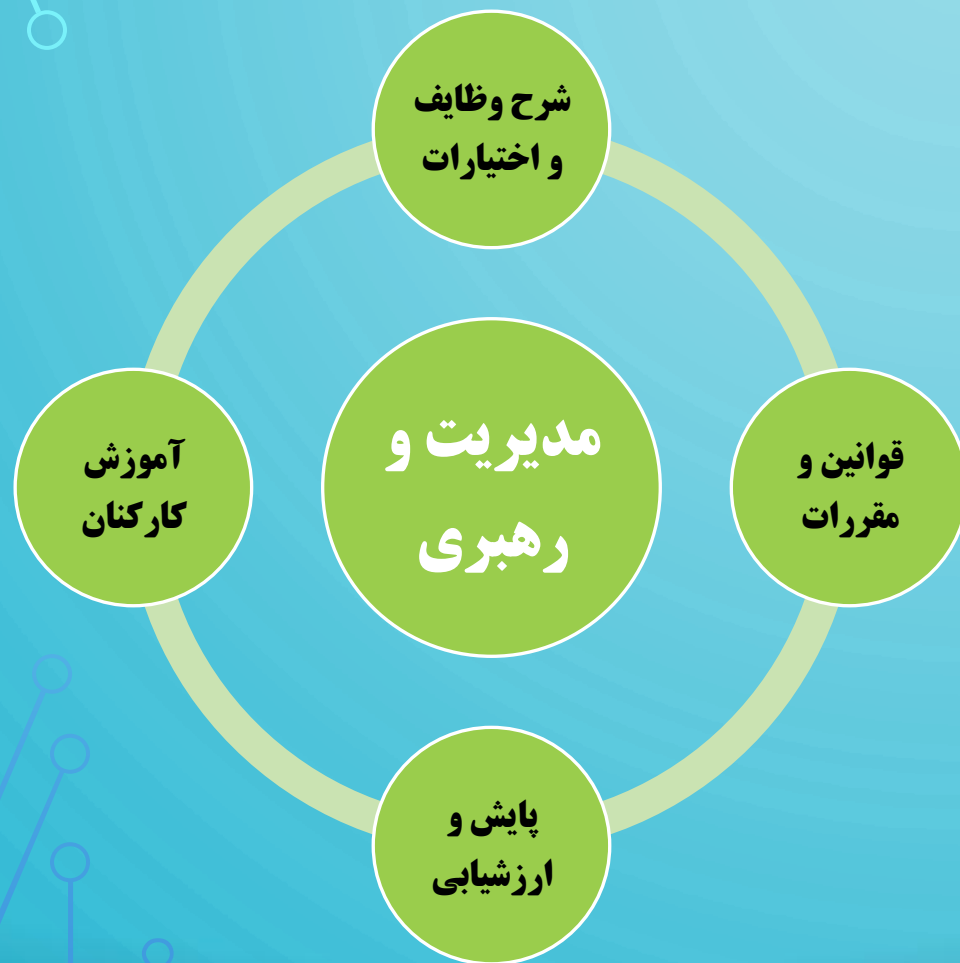 شرح وظایف
و اختیارات
قوانین و
مقررات
مدیریت و
رهبری
آموزش
کارکنان
پایش و
ارزشیابی